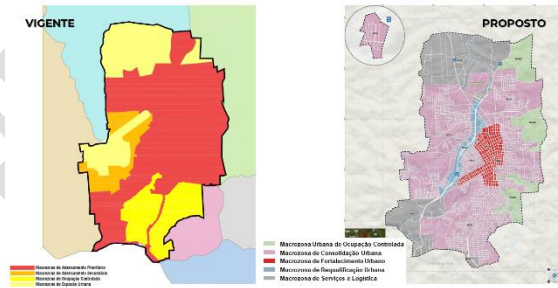 VIGENTE
PROPOSTO
Macrozona de Adensamento Prioritário
Macrozona de Adensamento Secundário
Macrozona de Ocupação Controlada
Macrozona de Expansão Urbana
Macrozona Urbana de Ocupação Controlada
Macrozona de Consolidação Urbana
Macrozona de Fortalecimento Urbano
Macrozona de Requalificação Urbana
Macrozona de Serviços e Logística